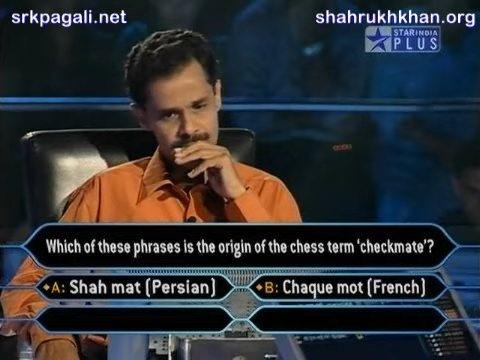 srkpagali.net
shahrukhkhan.org
STAR INDIA
PLUS
Which of these phrases is the origin of the chess term ‘checkmate’?
A: Shah mat (Persian)
B: Chaque mot (French)